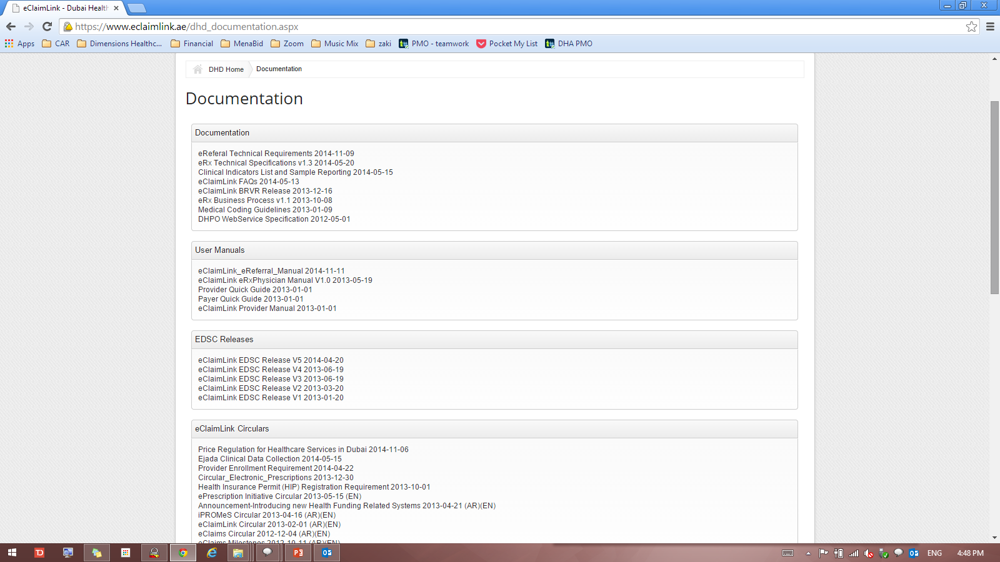 eClaimLink - Dubai Healt
https://www.eclaimlink.ae/dhd_documentation.aspx
Apps CAR Dimensions Healthc... Financial MenaBid Zoom Music Mix zaki PMO - teamwork Pocket My List DHA PMO
DHD Home Documentation
Documentation
Documentation
eReferal Technical Requirements 2014-11-09
eRx Technical Specifications v1.3 2014-05-20
Clinical Indicators List and Sample Reporting 2014-05-15
eClaimLink FAQs 2014-05-13
eClaimLink BRVR Release 2013-12-16
eRx Business Process v1.1 2013-10-08
Medical Coding Guidelines 2013-01-09
DHPO WebService Specification 2012-05-01
User Manuals
eClaimLink_eReferral_Manual 2014-11-11
eClaimLink eRxPhysician Manual V1.0 2013-05-19
Provider Quick Guide 2013-01-01
Payer Quick Guide 2013-01-01
eClaimLink Provider Manual 2013-01-01
EDSC Releases
eClaimLink EDSC Release V5 2014-04-20
eClaimLink EDSC Release V4 2013-06-19
eClaimLink EDSC Release V3 2013-06-19
eClaimLink EDSC Release V2 2013-03-20
eClaimLink EDSC Release V1 2013-01-20
eClaimLink Circulars
Price Regulation for Healthcare Services in Dubai 2014-11-06
Ejada Clinical Data Collection 2014-05-15
Provider Enrollment Requirement 2014-04-22
Circular_Electronic_Prescriptions 2013-12-30
Health Insurance Permit (HIP) Registration Requirement 2013-10-01
ePrescription Initiative Circular 2013-05-15 (EN)
Announcement-Introducing new Health Funding Related Systems 2013-04-21 (AR)(EN)
iPROMeS Circular 2013-04-16 (AR)(EN)
eClaimLink Circular 2013-02-01 (AR)(EN)
eClaims Circular 2012-12-04 (AR)(EN)
eClaims Milestones 2012-10-11 (AR)(EN)
ENG 4:48 PM